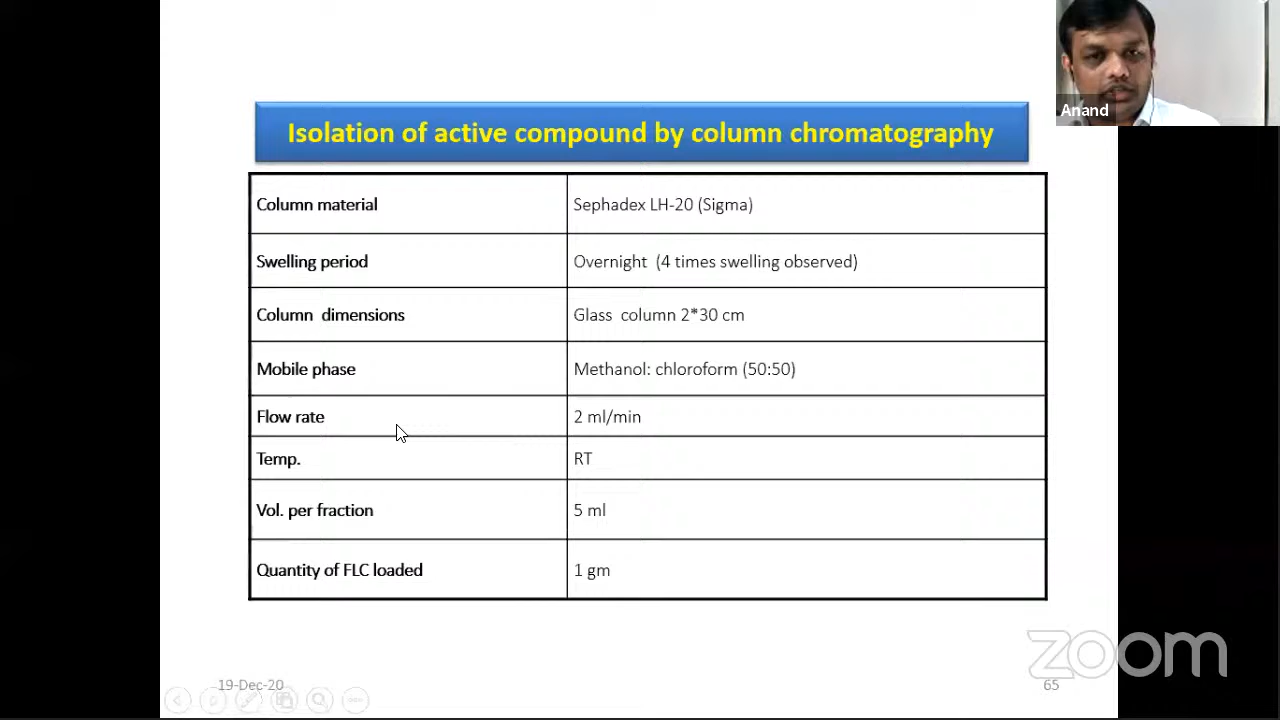 Anand
Isolation of active compound by column chromatography
Column material Sephadex LH-20 (Sigma)
Swelling period Overnight (4 times swelling observed)
Column dimensions Glass column 2*30 cm
Mobile phase Methanol: chloroform (50:50)
Flow rate 2 ml/min
Temp. RT
Vol. per fraction 5 ml
Quantity of FLC loaded 1 gm
zoom
19-Dec-20 65